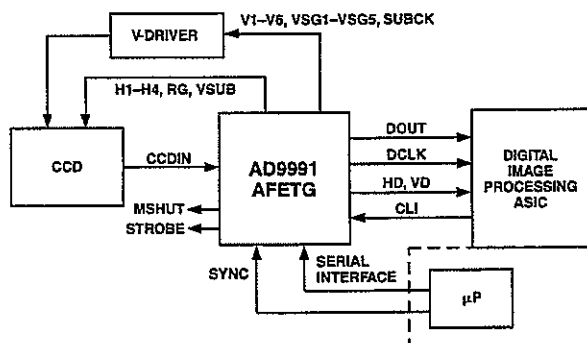 V1–V6, VSG1–VSG5, SUBCK
V-DRIVER
H1–H4, RG, VSUB
CCD
CCDIN
AD9991
AFETG
MSHUT
STROBE
DOUT
DCLK
HD, VD
CLI
DIGITAL
IMAGE
PROCESSING
ASIC
SYNC
SERIAL
INTERFACE
μP